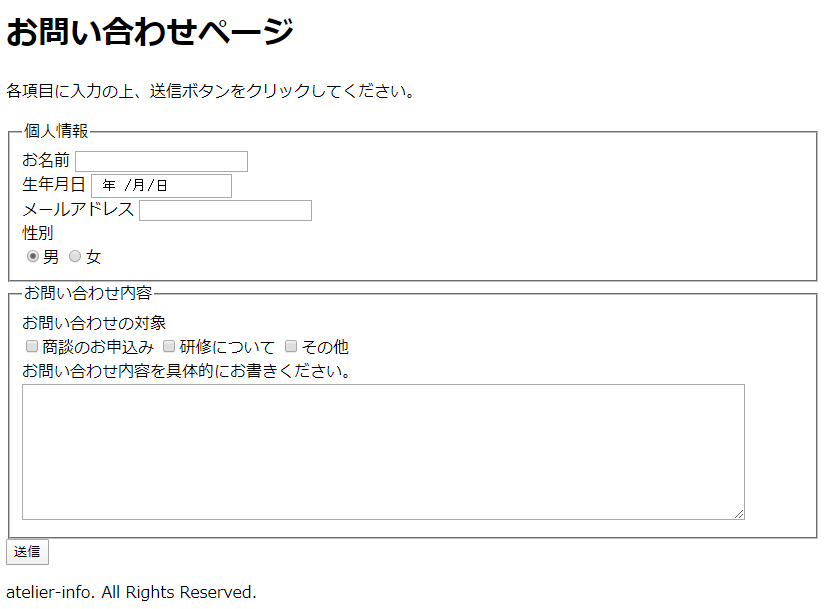 お問い合わせページ
各項目に入力の上、送信ボタンをクリックしてください。
個人情報
お名前
生年月日 年 /月/日
メールアドレス
性別
男 女
お問い合わせ内容
お問い合わせの対象
商談のお申込み 研修について その他
お問い合わせ内容を具体的にお書きください。
送信
atelier-info. All Rights Reserved.